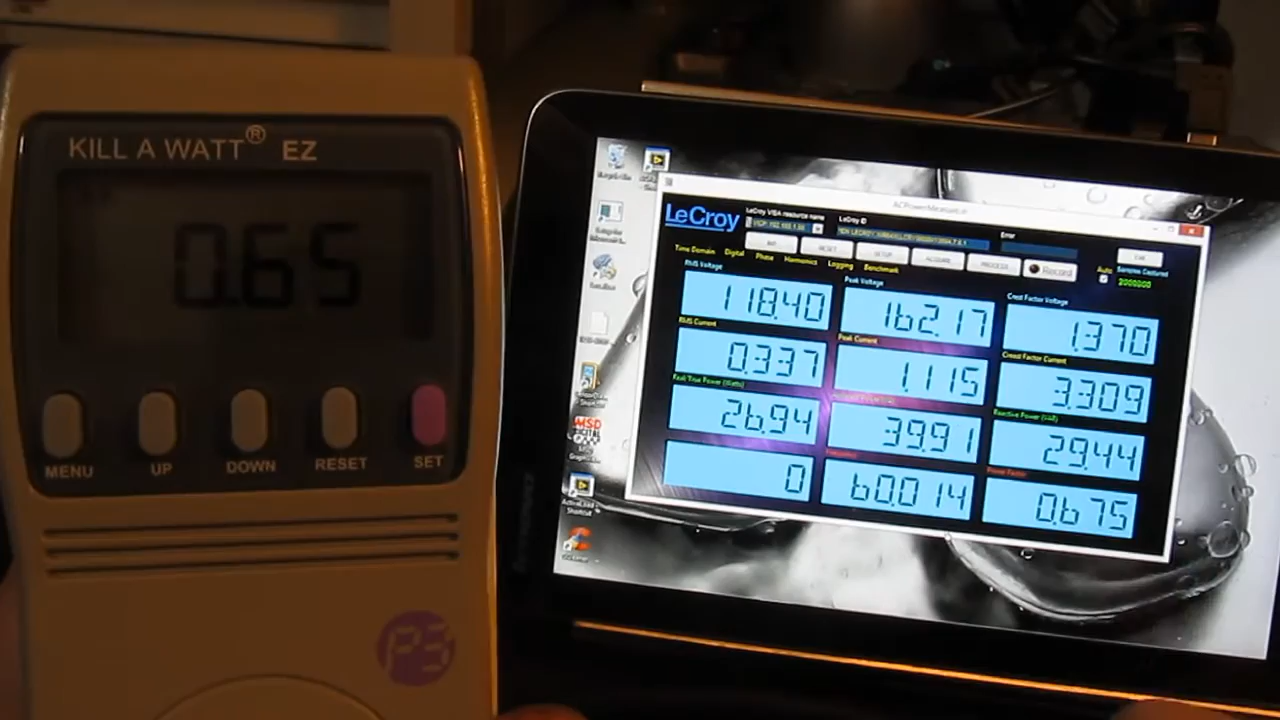 KILL A WATT® EZ
0.65
MENU
UP
DOWN
RESET
SET
P3
LeCroy
LeCroy VISA resource name
LeCroy ID
Error
RESET
SETUP
ACQUIRE
PROCESS
Record
Auto
Samples Captured
Time Domain Digital Phase Harmonics Logging Benchmark
RMS Voltage
Peak Voltage
Crest Factor Voltage
118.40
162.17
1.370
RMS Current
Peak Current
Crest Factor Current
0.337
1.115
3.309
True Power (Watts)
Reactive Power (VAR)
26.94
39.91
29.44
Frequency
Power Factor
0
60.014
0.675